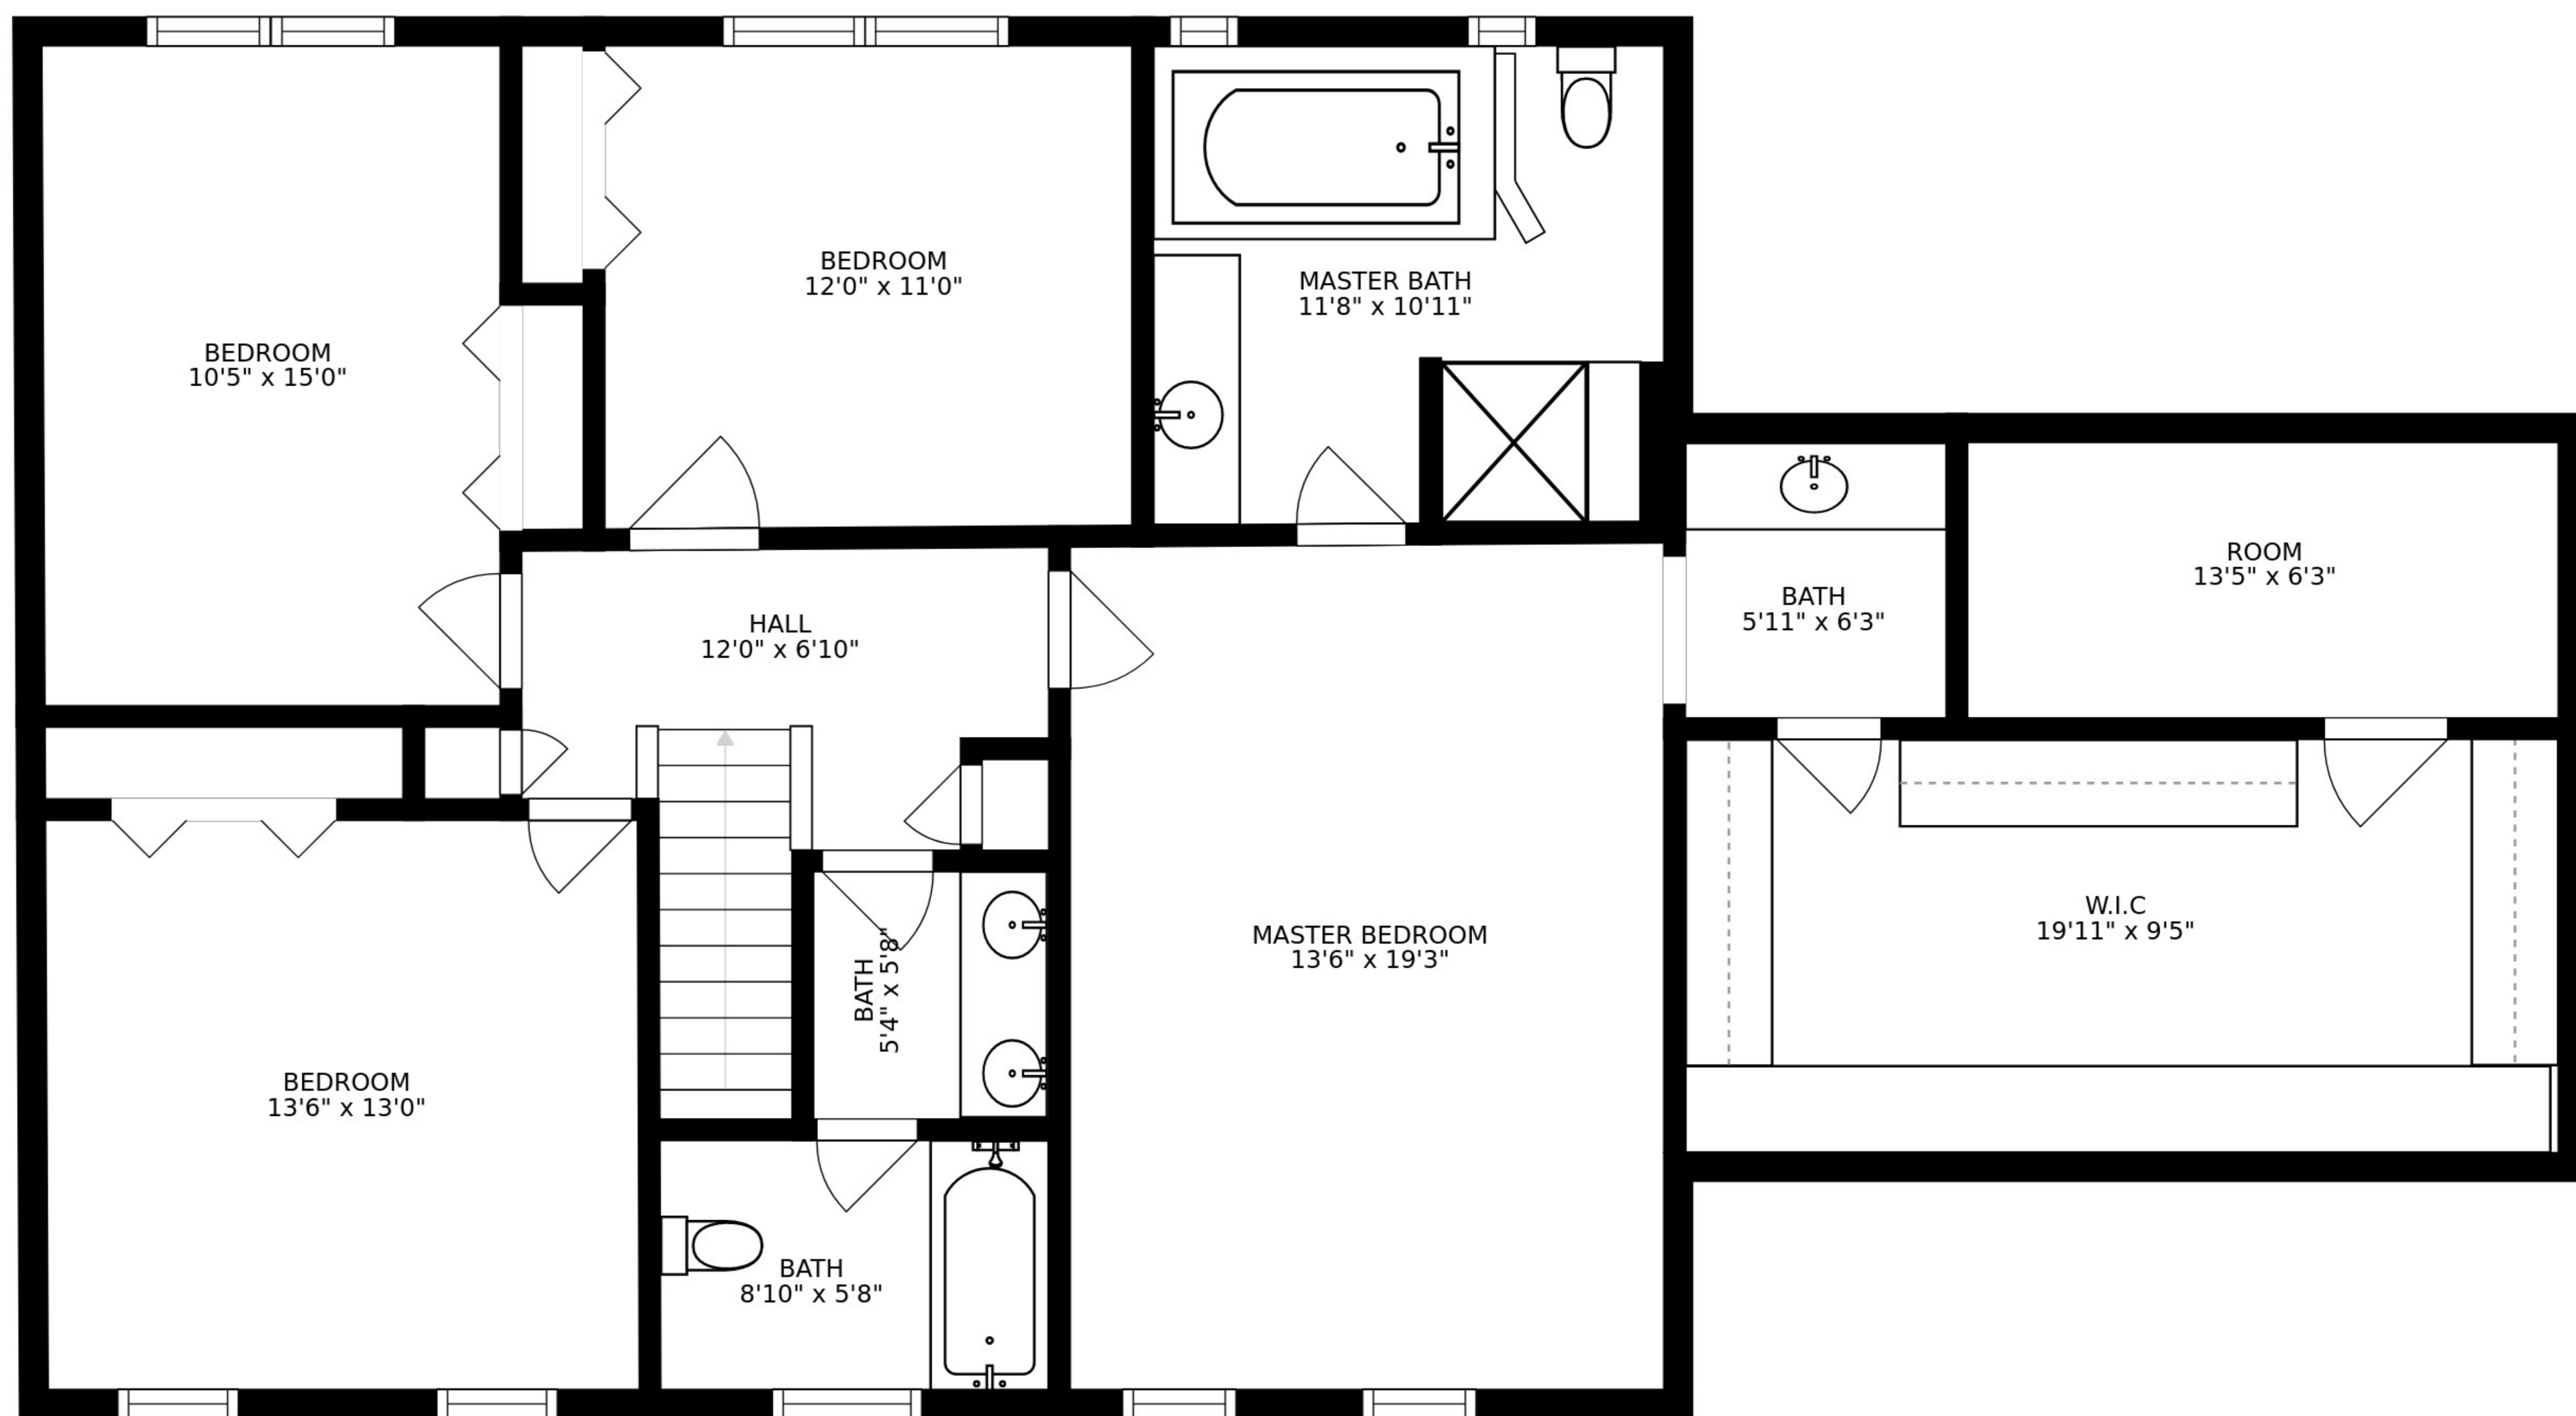 BEDROOM
12'0" x 11'0"
MASTER BATH
11'8" x 10'11"
BEDROOM
10'5" x 15'0"
ROOM
13'5" x 6'3"
BATH
5'11" x 6'3"
HALL
12'0" x 6'10"
W.I.C
19'11" x 9'5"
MASTER BEDROOM
13'6" x 19'3"
BATH
5'4" x 5'8"
BEDROOM
13'6" x 13'0"
BATH
8'10" x 5'8"